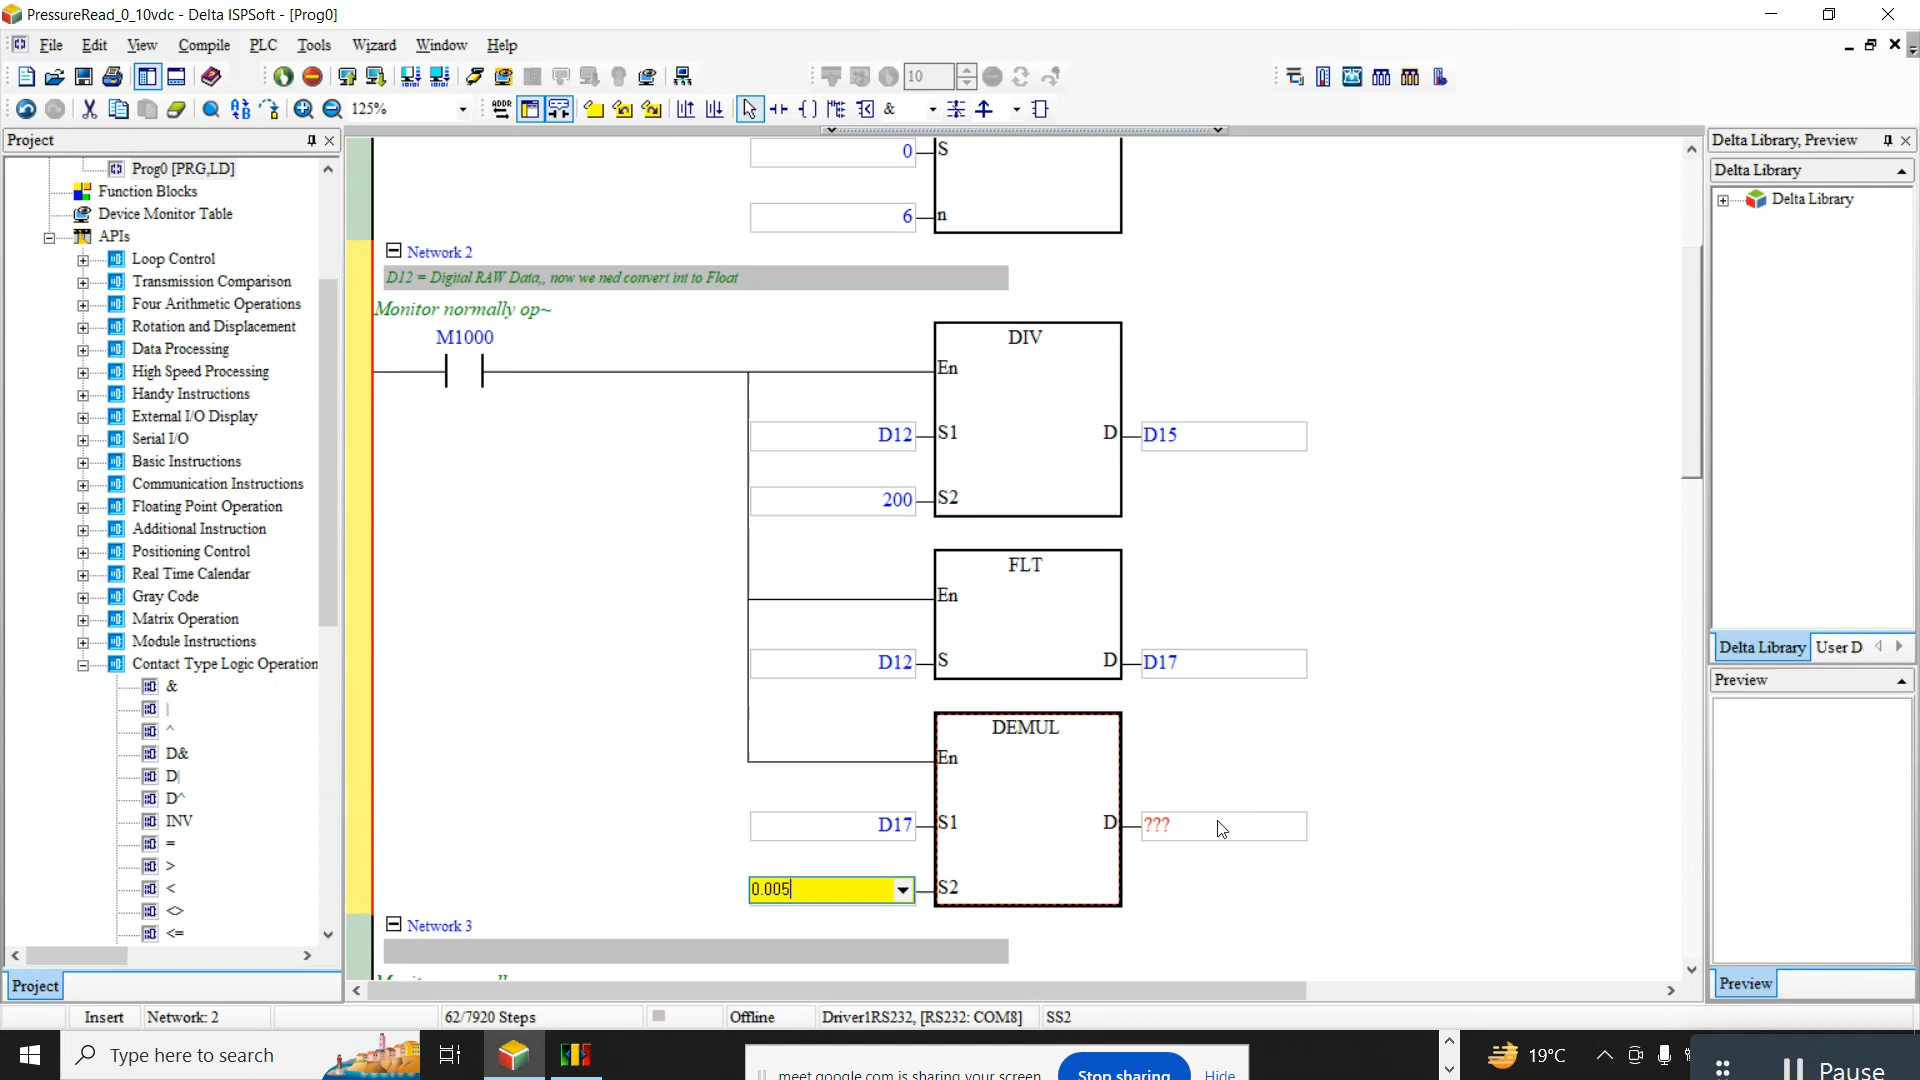 PressureRead_0_10vdc - Delta ISPSoft - [Prog0]
File Edit View Compile PLC Tools Wizard Window Help
10
125%
ADDR
&
Project
Prog0 [PRG,LD]
Function Blocks
Device Monitor Table
APIs
Loop Control
Transmission Comparison
Four Arithmetic Operations
Rotation and Displacement
Data Processing
High Speed Processing
Handy Instructions
External I/O Display
Serial I/O
Basic Instructions
Communication Instructions
Floating Point Operation
Additional Instruction
Positioning Control
Real Time Calendar
Gray Code
Matrix Operation
Module Instructions
Contact Type Logic Operation
&
|
^
D&
D|
D^
INV
=
>
<
<>
<=
Project
0 S
6 n
Network 2
D12 = Digital RAW Data,, now we ned convert int to Float
Monitor normally op~
M1000
DIV
En
D12 S1 D D15
200 S2
FLT
En
D12 S D D17
DEMUL
En
D17 S1 D ???
0.005 S2
Network 3
Delta Library, Preview
Delta Library
Delta Library
Delta Library User D
Preview
Preview
Insert Network: 2 62/7920 Steps Offline Driver1RS232, [RS232: COM8] SS2
Type here to search
meet.google.com is sharing your screen. Stop sharing Hide
19°C
Pause